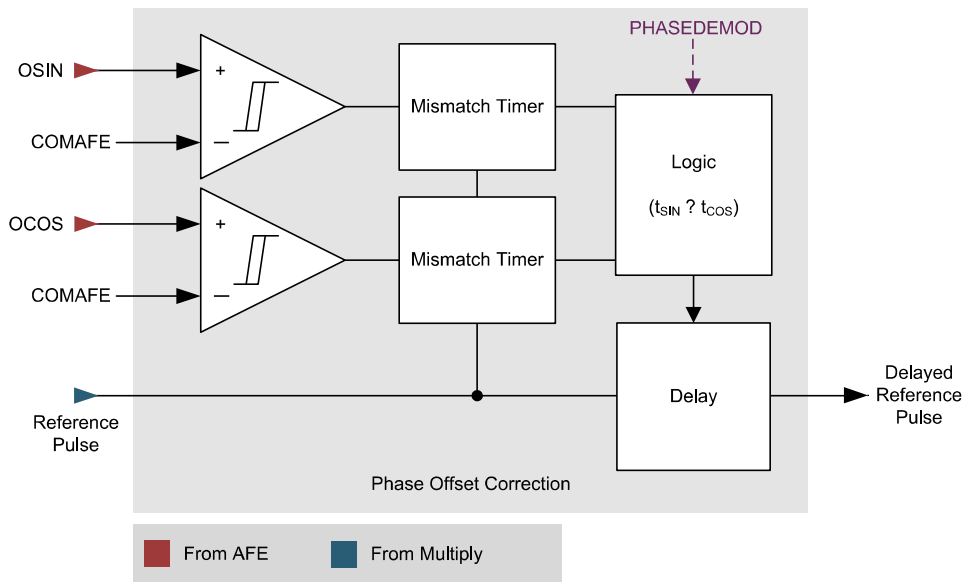 PHASEDEMOD
OSIN
+
Mismatch Timer
COMAFE
–
Logic
(tSIN ? tCOS)
OCOS
+
Mismatch Timer
COMAFE
–
Reference
Pulse
Delay
Delayed
Reference
Pulse
Phase Offset Correction
From AFE
From Multiply